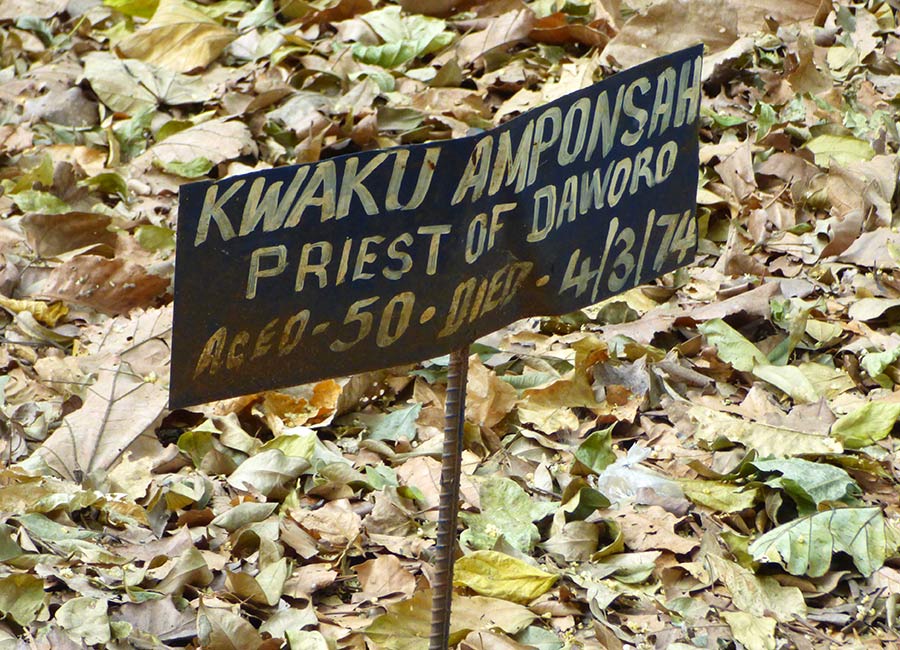 KWAKU AMPONSAH
PRIEST OF DAWORO
AGED - 50 · DIED · 4/3/74